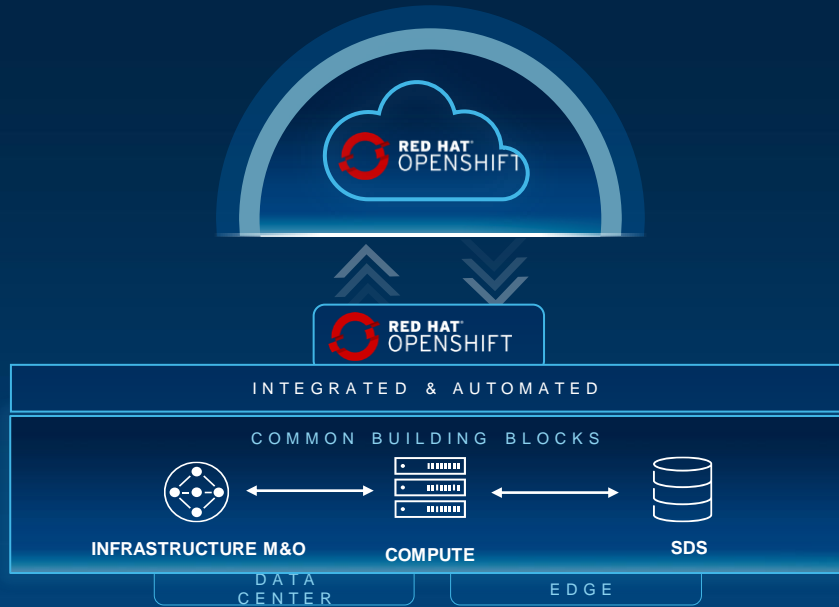 RED HAT®
OPENSHIFT
RED HAT®
OPENSHIFT
INTEGRATED & AUTOMATED
COMMON BUILDING BLOCKS
INFRASTRUCTURE M&O
COMPUTE
SDS
DATA
CENTER
EDGE